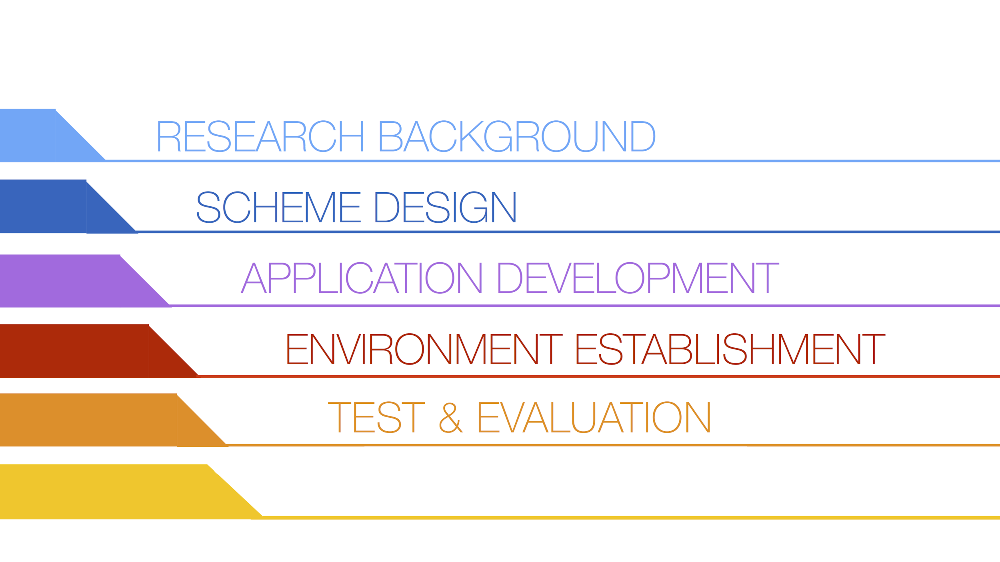 RESEARCH BACKGROUND
SCHEME DESIGN
APPLICATION DEVELOPMENT
ENVIRONMENT ESTABLISHMENT
TEST & EVALUATION